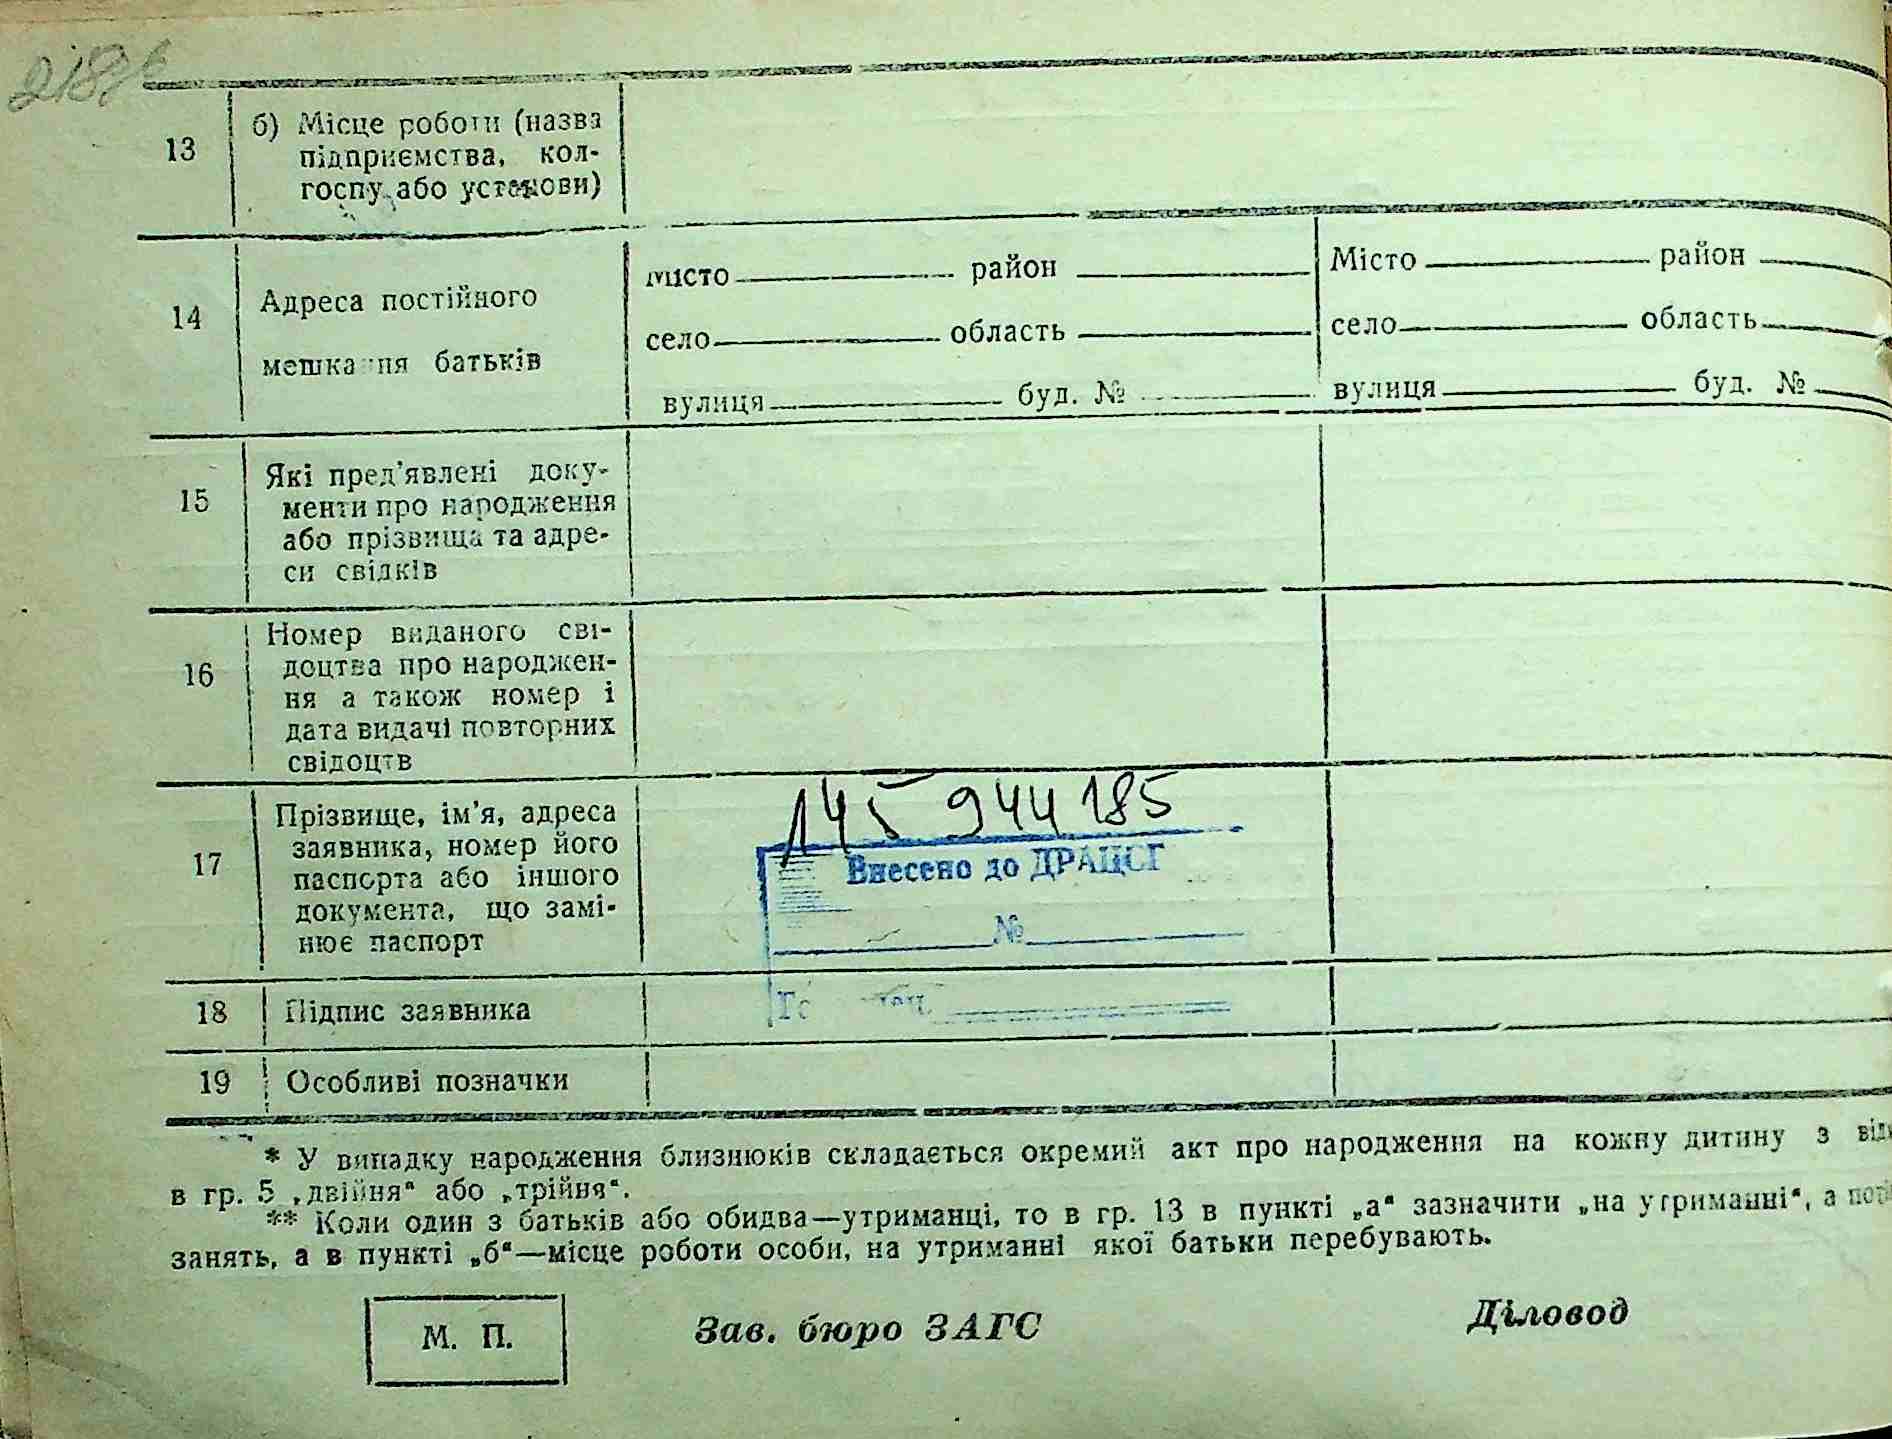 13
б) Місце роботи (назва
підприємства, кол-
госпу або установи)
14
Адреса постійного
мешкання батьків
місто район
село область
вулиця буд. №
Місто район
село область
вулиця буд. №
15
Які пред'явлені доку-
менти про народження
або прізвища та адре-
си свідків
16
Номер виданого сві-
доцтва про народжен-
ня а також номер і
дата видачі повторних
свідоцтв
17
Прізвище, ім'я, адреса
заявника, номер його
паспорта або іншого
документа, що замі-
нює паспорт
145 944 185
Внесено до ДРАЦСГ
№
18
Підпис заявника
19
Особливі позначки
* У випадку народження близнюків складається окремий акт про народження на кожну дитину з
в гр. 5 „двійня“ або „трійня“.
** Коли один з батьків або обидва—утриманці, то в гр. 13 в пункті „а“ зазначити „на утриманні“, а
занять, а в пункті „б“—місце роботи особи, на утриманні якої батьки перебувають.
М. П.
Зав. бюро ЗАГС
Діловод